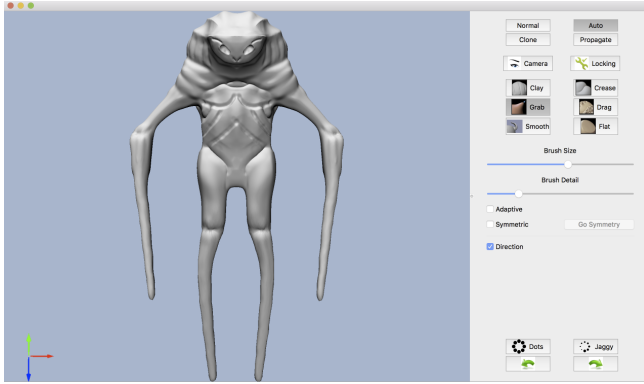 Normal Auto
Clone Propagate
Camera Locking
Clay Crease
Grab Drag
Smooth Flat
Brush Size
Brush Detail
Adaptive
Symmetric Go Symmetry
Direction
Dots Jaggy